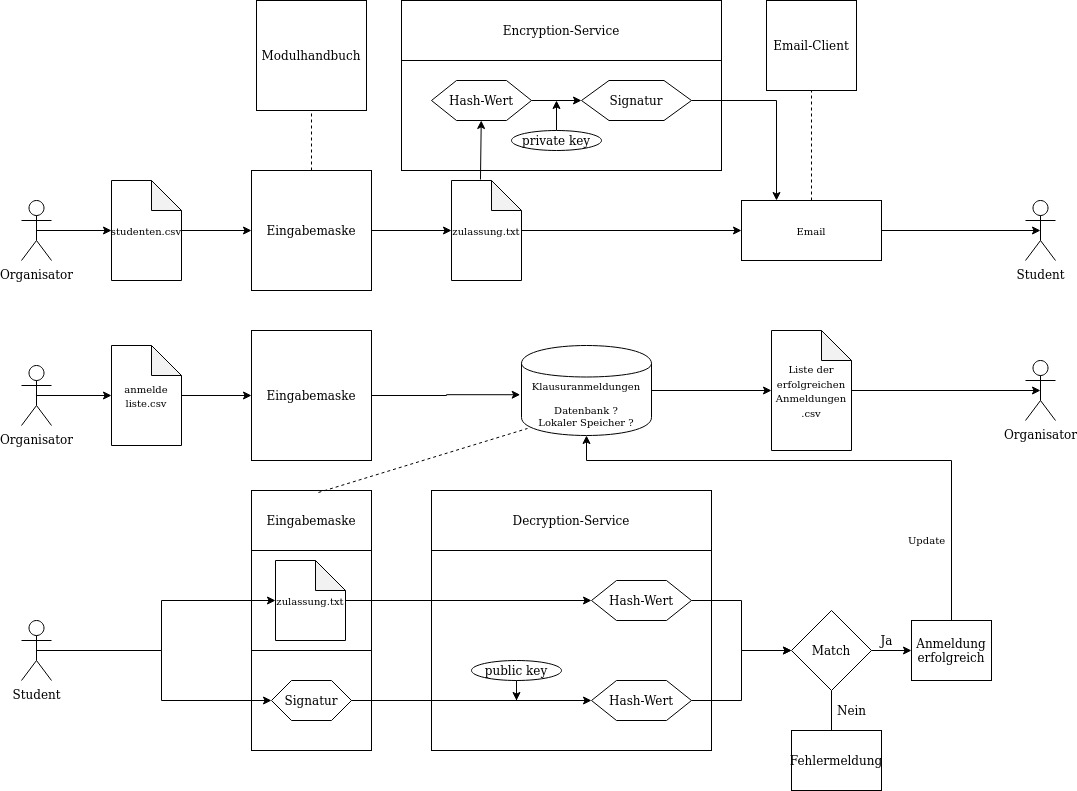 Modulhandbuch
Encryption-Service
Email-Client
Hash-Wert
Signatur
private key
Organisator
studenten.csv
Eingabemaske
zulassung.txt
Email
Student
Organisator
anmelde
liste.csv
Eingabemaske
Klausuranmeldungen
Datenbank ?
Lokaler Speicher ?
Liste der
erfolgreichen
Anmeldungen
.csv
Organisator
Eingabemaske
Decryption-Service
Update
zulassung.txt
Hash-Wert
Student
Signatur
public key
Hash-Wert
Match
Ja
Anmeldung
erfolgreich
Nein
Fehlermeldung